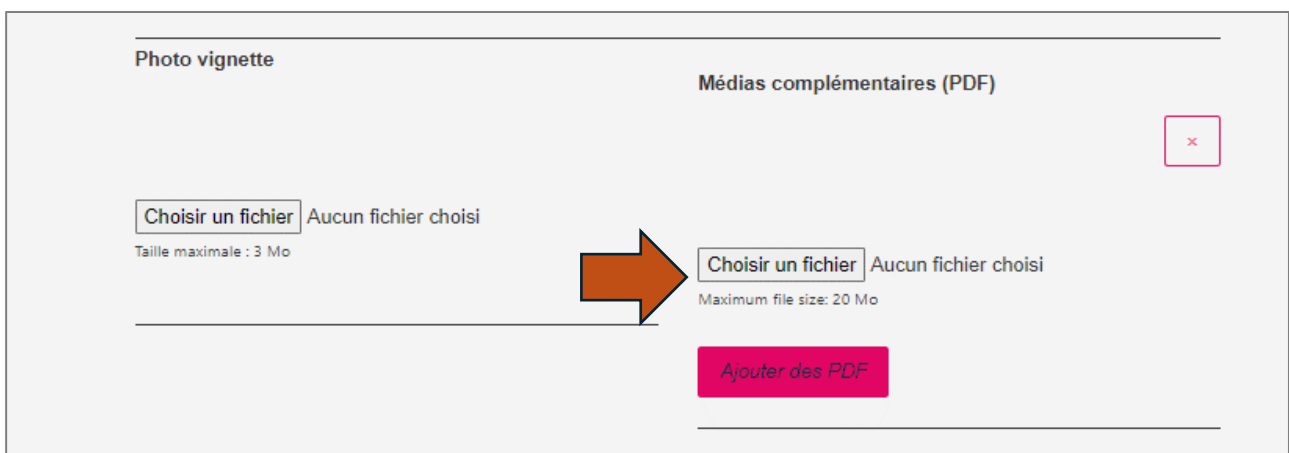 Photo vignette
Choisir un fichier Aucun fichier choisi
Taille maximale : 3 Mo
Médias complémentaires (PDF)
×
Choisir un fichier Aucun fichier choisi
Maximum file size: 20 Mo
Ajouter des PDF